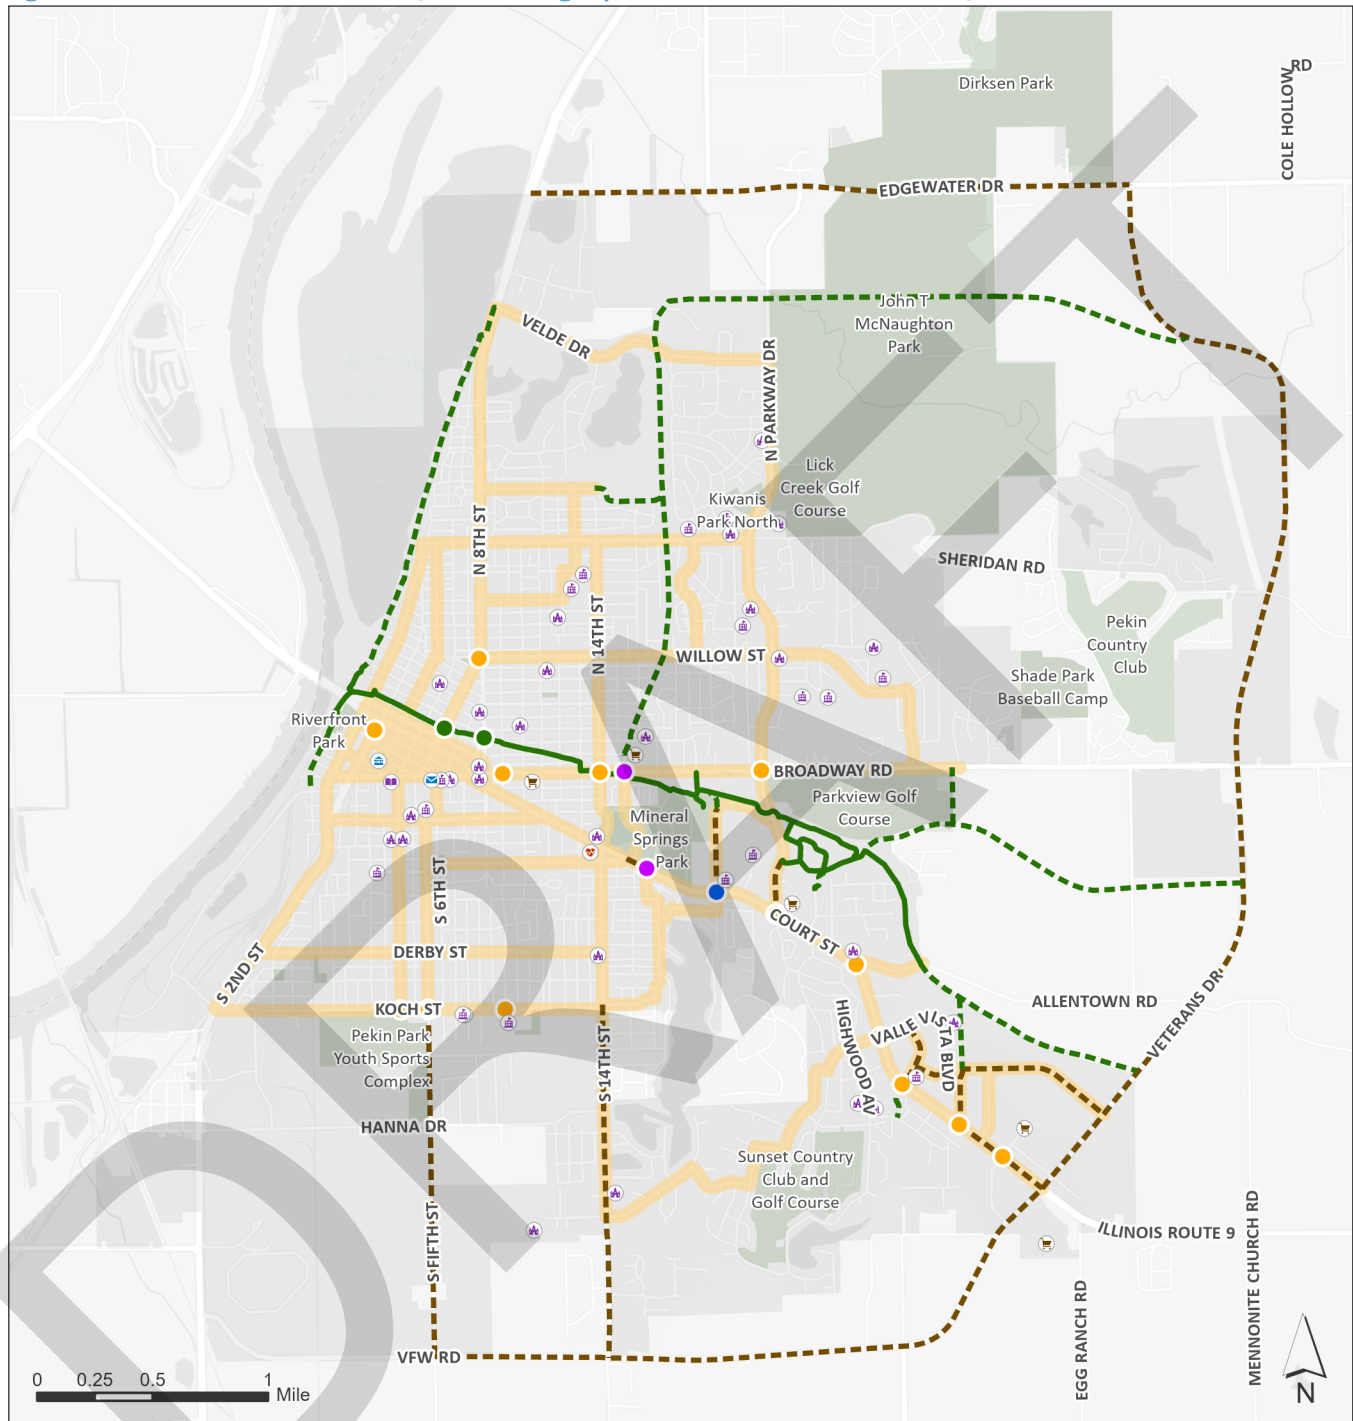 Dirksen Park
COLE HOLLOW RD
EDGEWATER DR
John T
McNaughton
Park
VELDE DR
N PARKWAY DR
Lick
Creek Golf
Course
Kiwanis
Park North
N 8TH ST
SHERIDAN RD
N 14TH ST
Pekin
Country
Club
WILLOW ST
Shade Park
Baseball Camp
Riverfront
Park
BROADWAY RD
Parkview Golf
Course
Mineral
Springs
Park
S 6TH ST
COURT ST
DERBY ST
S 2ND ST
KOCH ST
ALLENTOWN RD
VETERANS DR
HIGHWOOD AV
VALLE VISTA BLVD
Pekin Park
Youth Sports
Complex
S 14TH ST
HANNA DR
Sunset Country
Club and
Golf Course
S FIFTH ST
ILLINOIS ROUTE 9
MENNONITE CHURCH RD
EGG RANCH RD
VFW RD
0 0.25 0.5 1
Mile
N
DRAFT